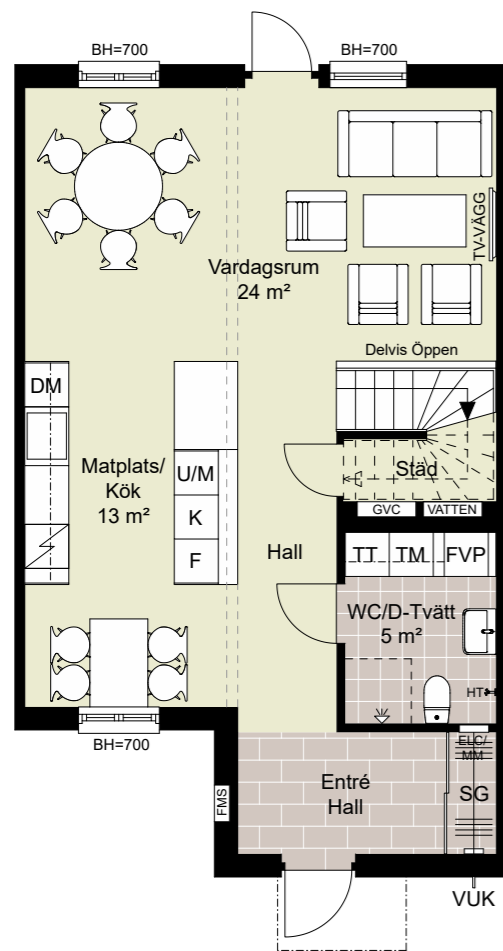 BH=700
BH=700
TV-VÄGG
Vardagsrum
24 m²
Delvis Öppen
DM
Matplats/
Kök
13 m²
U/M
K
F
Städ
GVC
VATTEN
Hall
TT
TM
FVP
WC/D-Tvätt
5 m²
HT
BH=700
ELC/
MM
FMS
Entré
Hall
SG
VUK